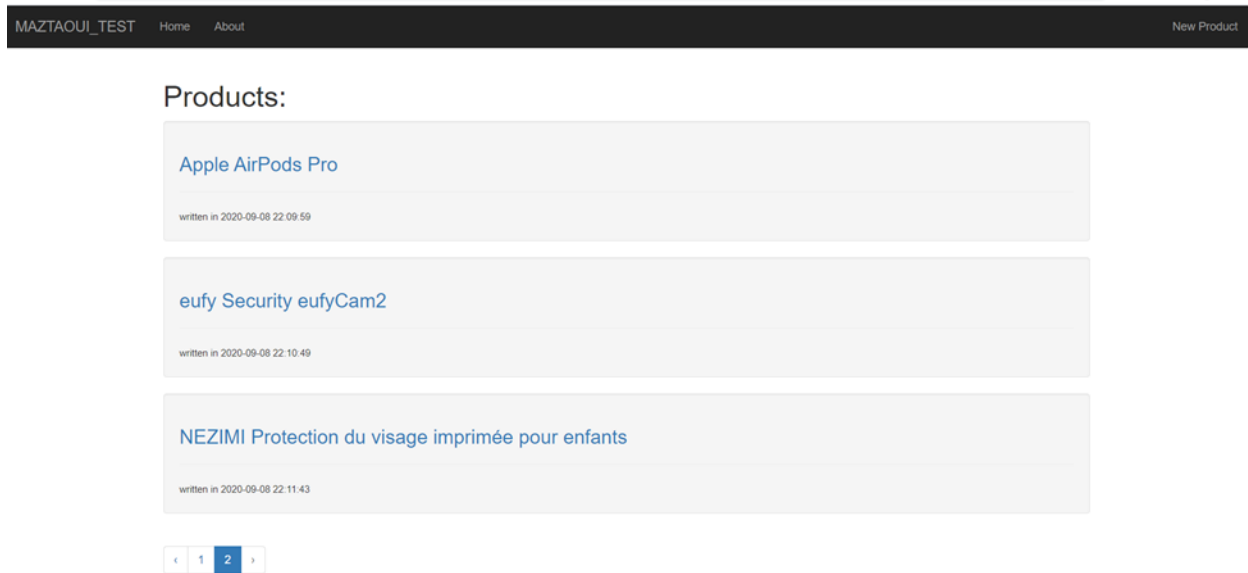 MAZTAOUI_TEST Home About New Product
Products:
Apple AirPods Pro
written in 2020-09-08 22:09:59
eufy Security eufyCam2
written in 2020-09-08 22:10:49
NEZIMI Protection du visage imprimée pour enfants
written in 2020-09-08 22:11:43
‹ 1 2 ›